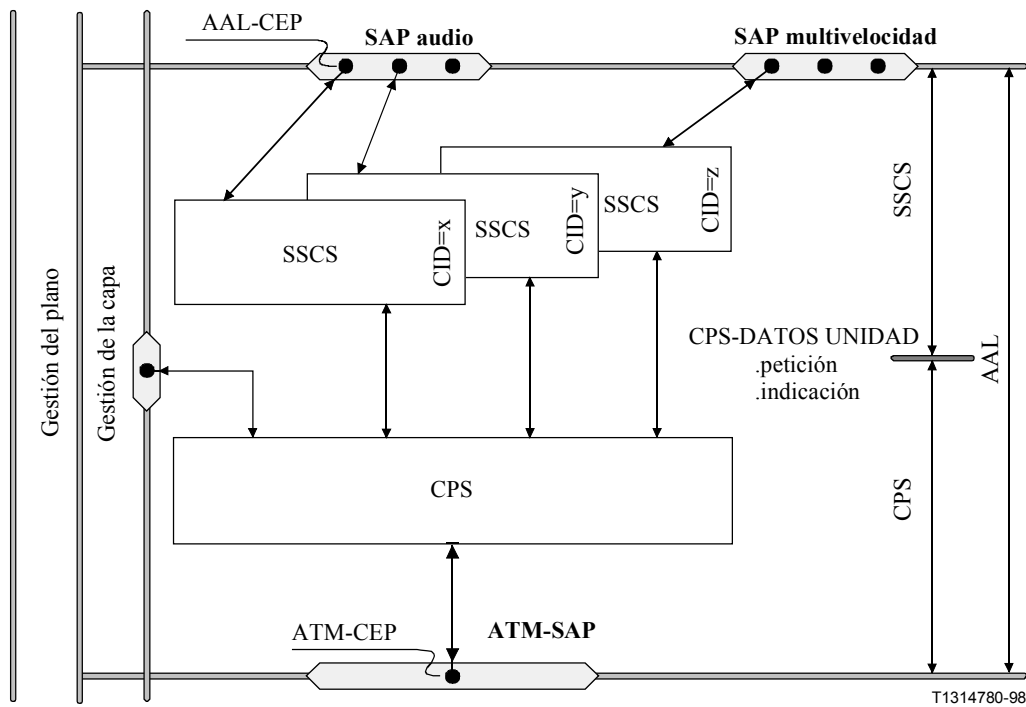 AAL-CEP
SAP audio
SAP multivelocidad
SSCS
CID=z
SSCS
CID=y
SSCS
CID=x
SSCS
AAL
CPS-DATOS UNIDAD
.petición
.indicación
Gestión del plano
Gestión de la capa
CPS
CPS
ATM-CEP
ATM-SAP
T1314780-98